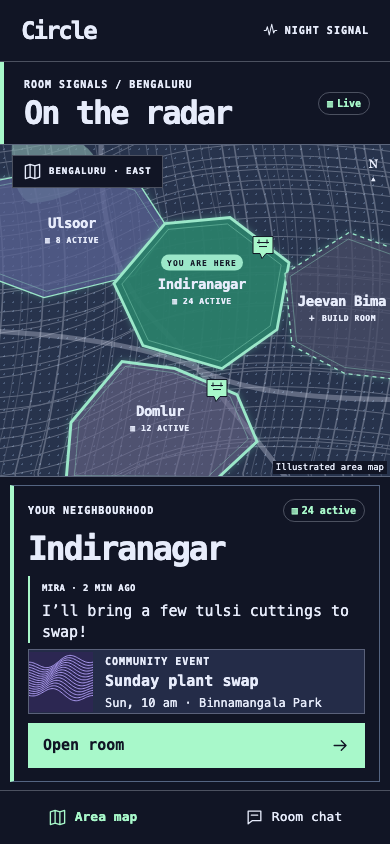 Circle
NIGHT SIGNAL
ROOM SIGNALS / BENGALURU
On the radar
Live
BENGALURU · EAST
N
Ulsoor
8 ACTIVE
YOU ARE HERE
Indiranagar
24 ACTIVE
Jeevan Bima
+ BUILD ROOM
Domlur
12 ACTIVE
Illustrated area map
YOUR NEIGHBOURHOOD
24 active
Indiranagar
MIRA · 2 MIN AGO
I’ll bring a few tulsi cuttings to
swap!
COMMUNITY EVENT
Sunday plant swap
Sun, 10 am · Binnamangala Park
Open room
Area map
Room chat